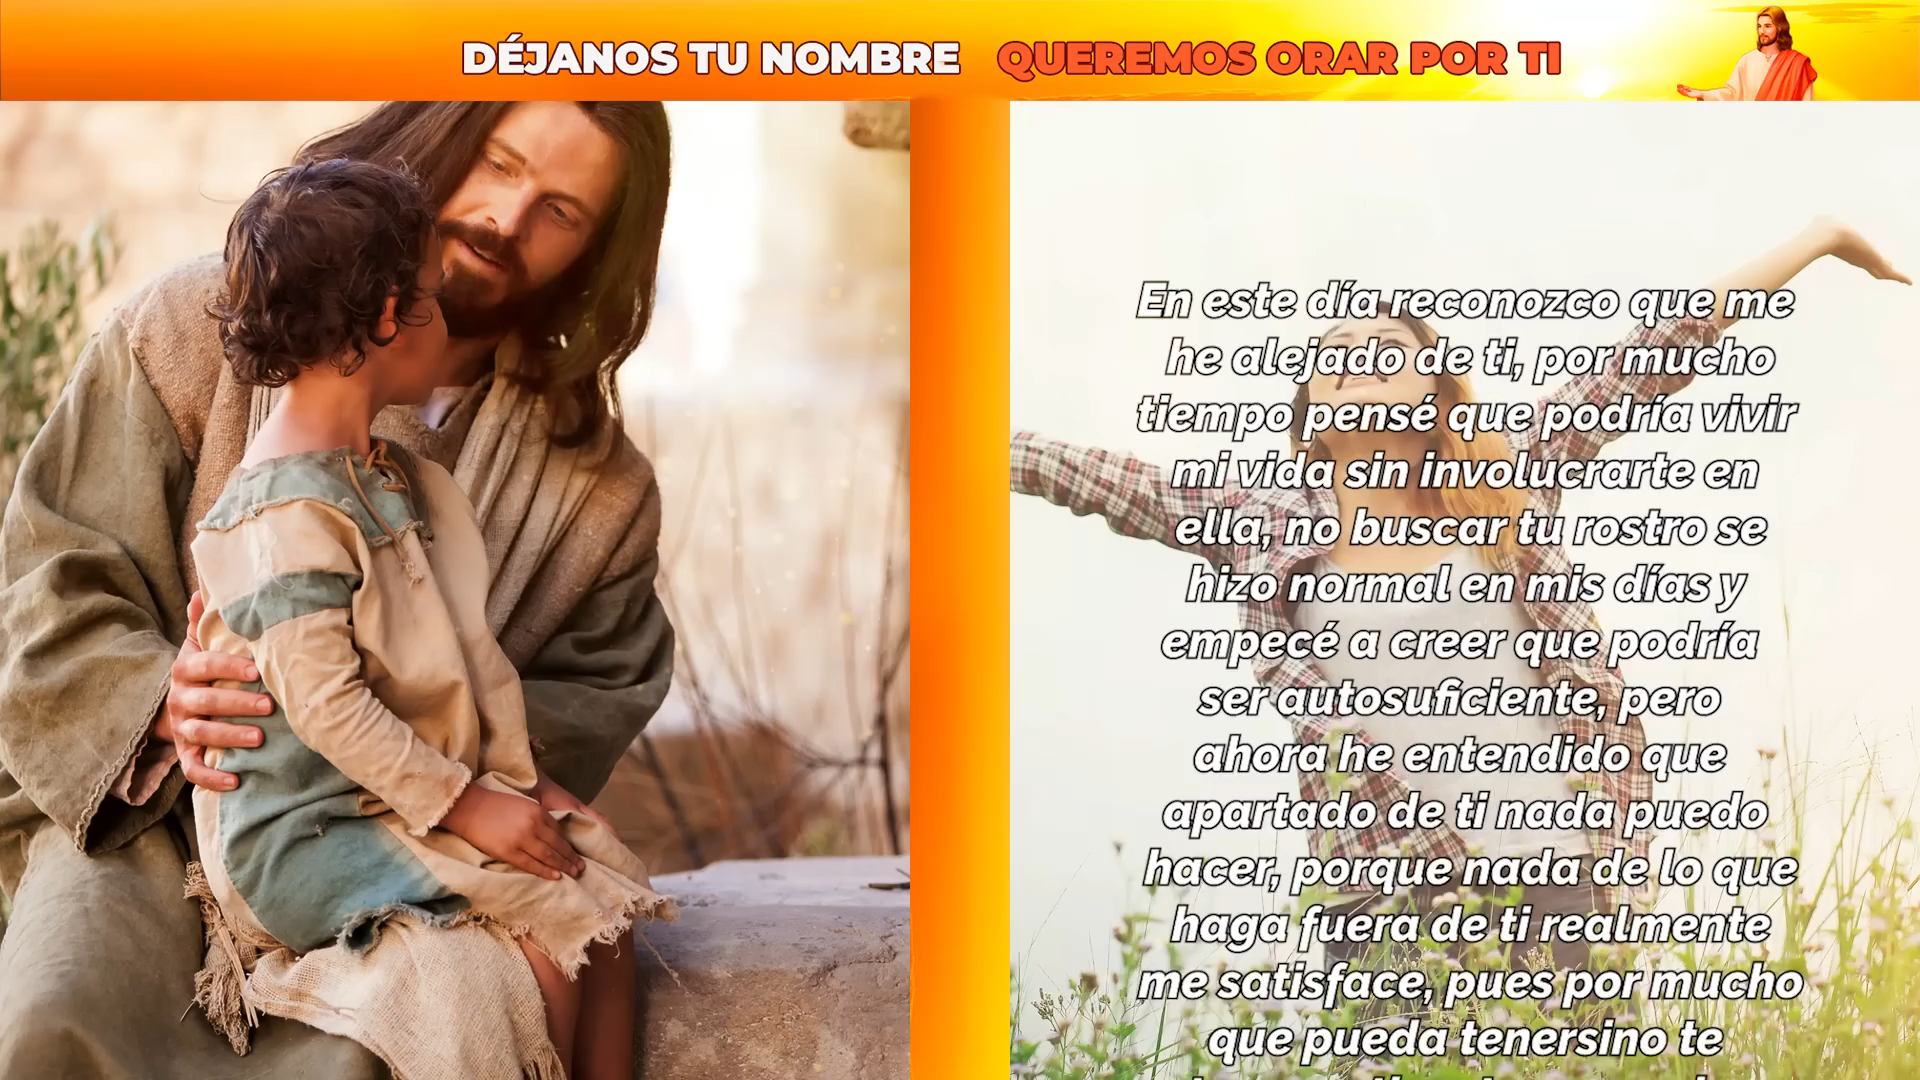 DÉJANOS TU NOMBRE QUEREMOS ORAR POR TI
En este día reconozco que me
he alejado de ti, por mucho
tiempo pensé que podría vivir
mi vida sin involucrarte en
ella, no buscar tu rostro se
hizo normal en mis días y
empecé a creer que podría
ser autosuficiente, pero
ahora he entendido que
apartado de ti nada puedo
hacer, porque nada de lo que
haga fuera de ti realmente
me satisface, pues por mucho
que pueda tenersino te